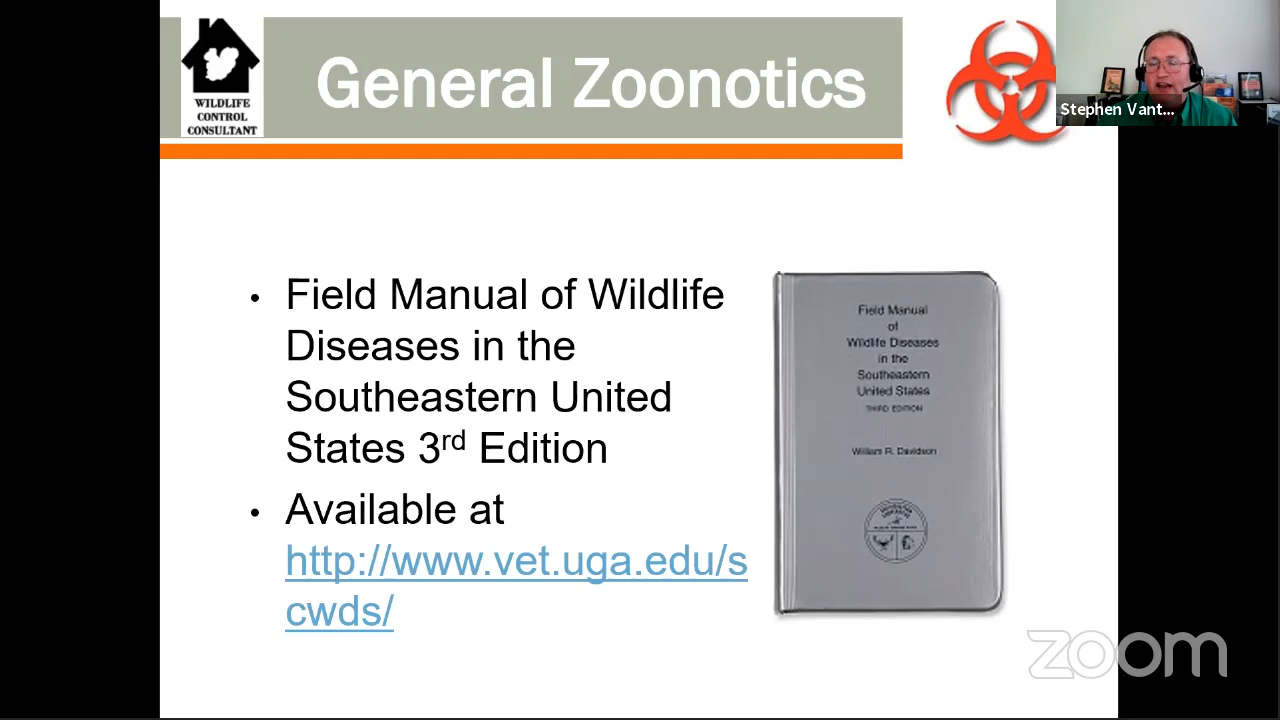 WILDLIFE
CONTROL
CONSULTANT
General Zoonotics
Stephen Vant...
• Field Manual of Wildlife
Diseases in the
Southeastern United
States 3rd Edition
• Available at
http://www.vet.uga.edu/s
cwds/
Field Manual
of
Wildlife Diseases
in the
Southeastern
United States
THIRD EDITION
William R. Davidson
zoom